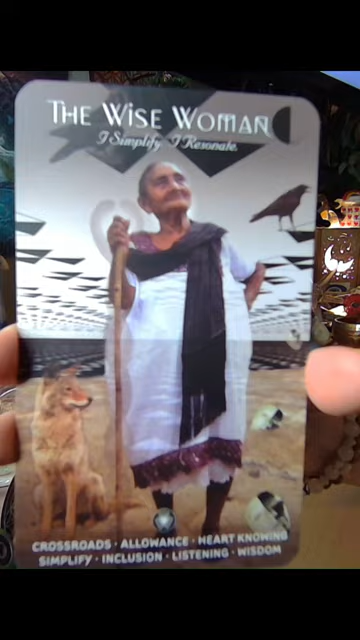 THE WISE WOMAN
I Simplify I Resonate.
CROSSROADS · ALLOWANCE · HEART KNOWING
SIMPLIFY · INCLUSION · LISTENING · WISDOM